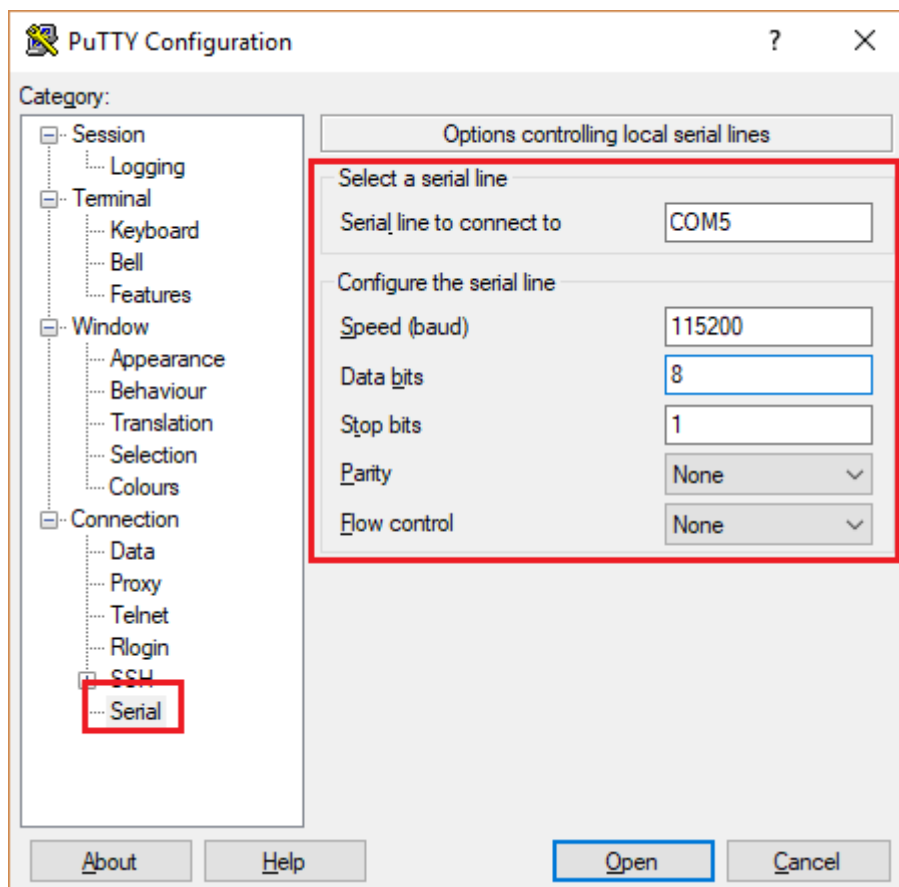 PuTTY Configuration
?
Category:
Session
Logging
Terminal
Keyboard
Bell
Features
Window
Appearance
Behaviour
Translation
Selection
Colours
Connection
Data
Proxy
Telnet
Rlogin
SSH
Serial
Options controlling local serial lines
Select a serial line
Serial line to connect to COM5
Configure the serial line
Speed (baud) 115200
Data bits 8
Stop bits 1
Parity None
Flow control None
About Help Open Cancel